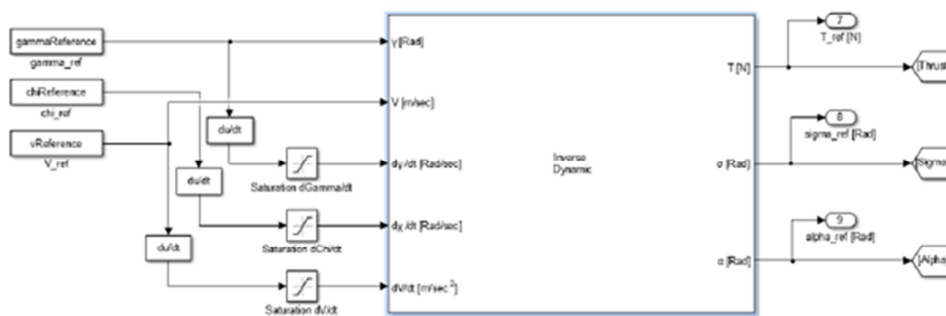 gammaReference
gamma_ref
chiReference
chi_ref
vReference
V_ref
du/dt
du/dt
du/dt
Saturation dGamma/dt
Saturation dChi/dt
Saturation dV/dt
γ [Rad]
V [m/sec]
dγ/dt [Rad/sec]
dχ/dt [Rad/sec]
dV/dt [m/sec²]
Inverse
Dynamic
T [N]
σ [Rad]
α [Rad]
7
T_ref [N]
[Thrust
8
sigma_ref [Rad]
[Sigma
9
alpha_ref [Rad]
[Alpha